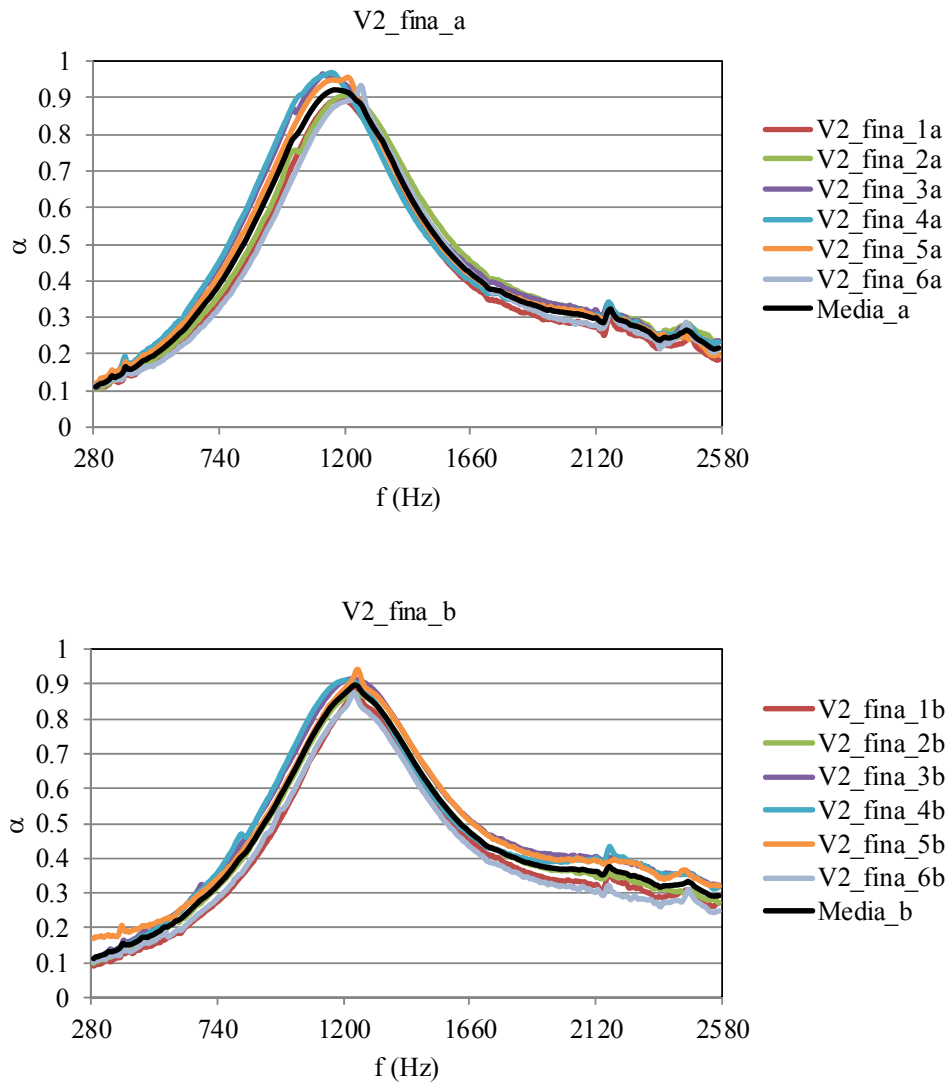 V2_fina_a
1
0.9
0.8
0.7
0.6
0.5
0.4
0.3
0.2
0.1
0
α
280 740 1200 1660 2120 2580
f (Hz)
V2_fina_1a
V2_fina_2a
V2_fina_3a
V2_fina_4a
V2_fina_5a
V2_fina_6a
Media_a
V2_fina_b
1
0.9
0.8
0.7
0.6
0.5
0.4
0.3
0.2
0.1
0
α
280 740 1200 1660 2120 2580
f (Hz)
V2_fina_1b
V2_fina_2b
V2_fina_3b
V2_fina_4b
V2_fina_5b
V2_fina_6b
Media_b